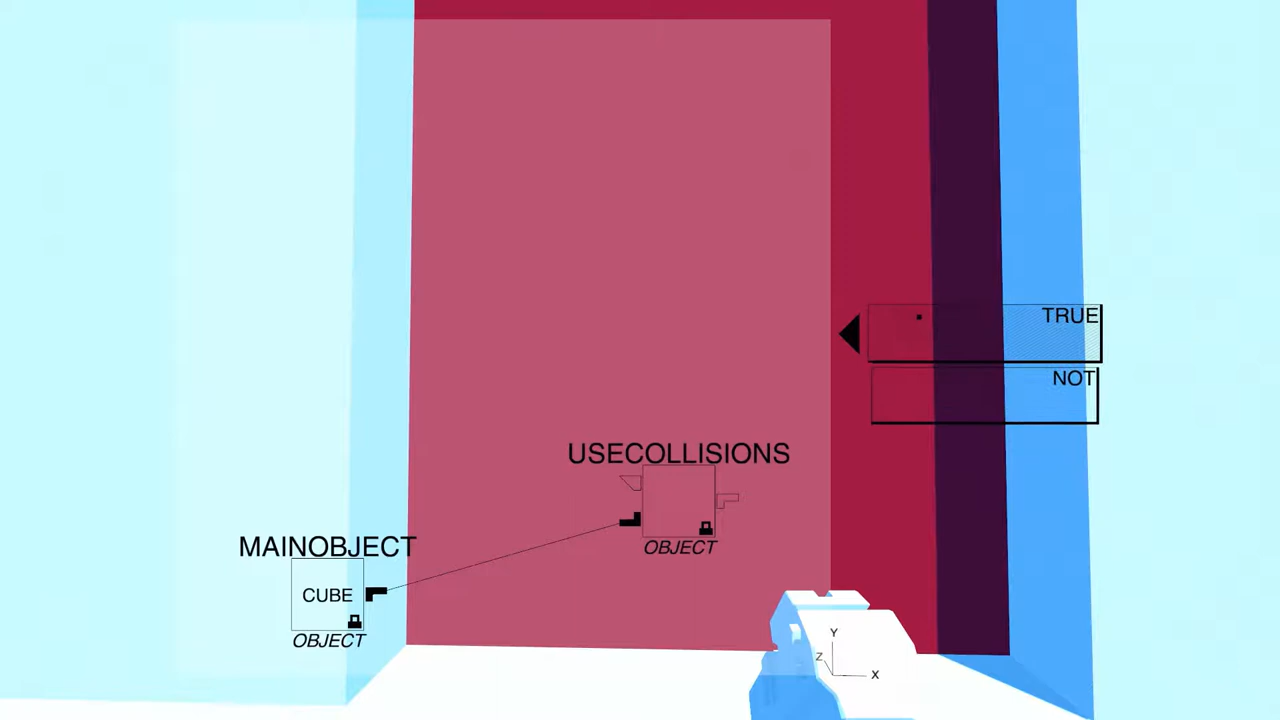 TRUE
NOT
USECOLLISIONS
OBJECT
MAINOBJECT
CUBE
OBJECT
Y
Z
X